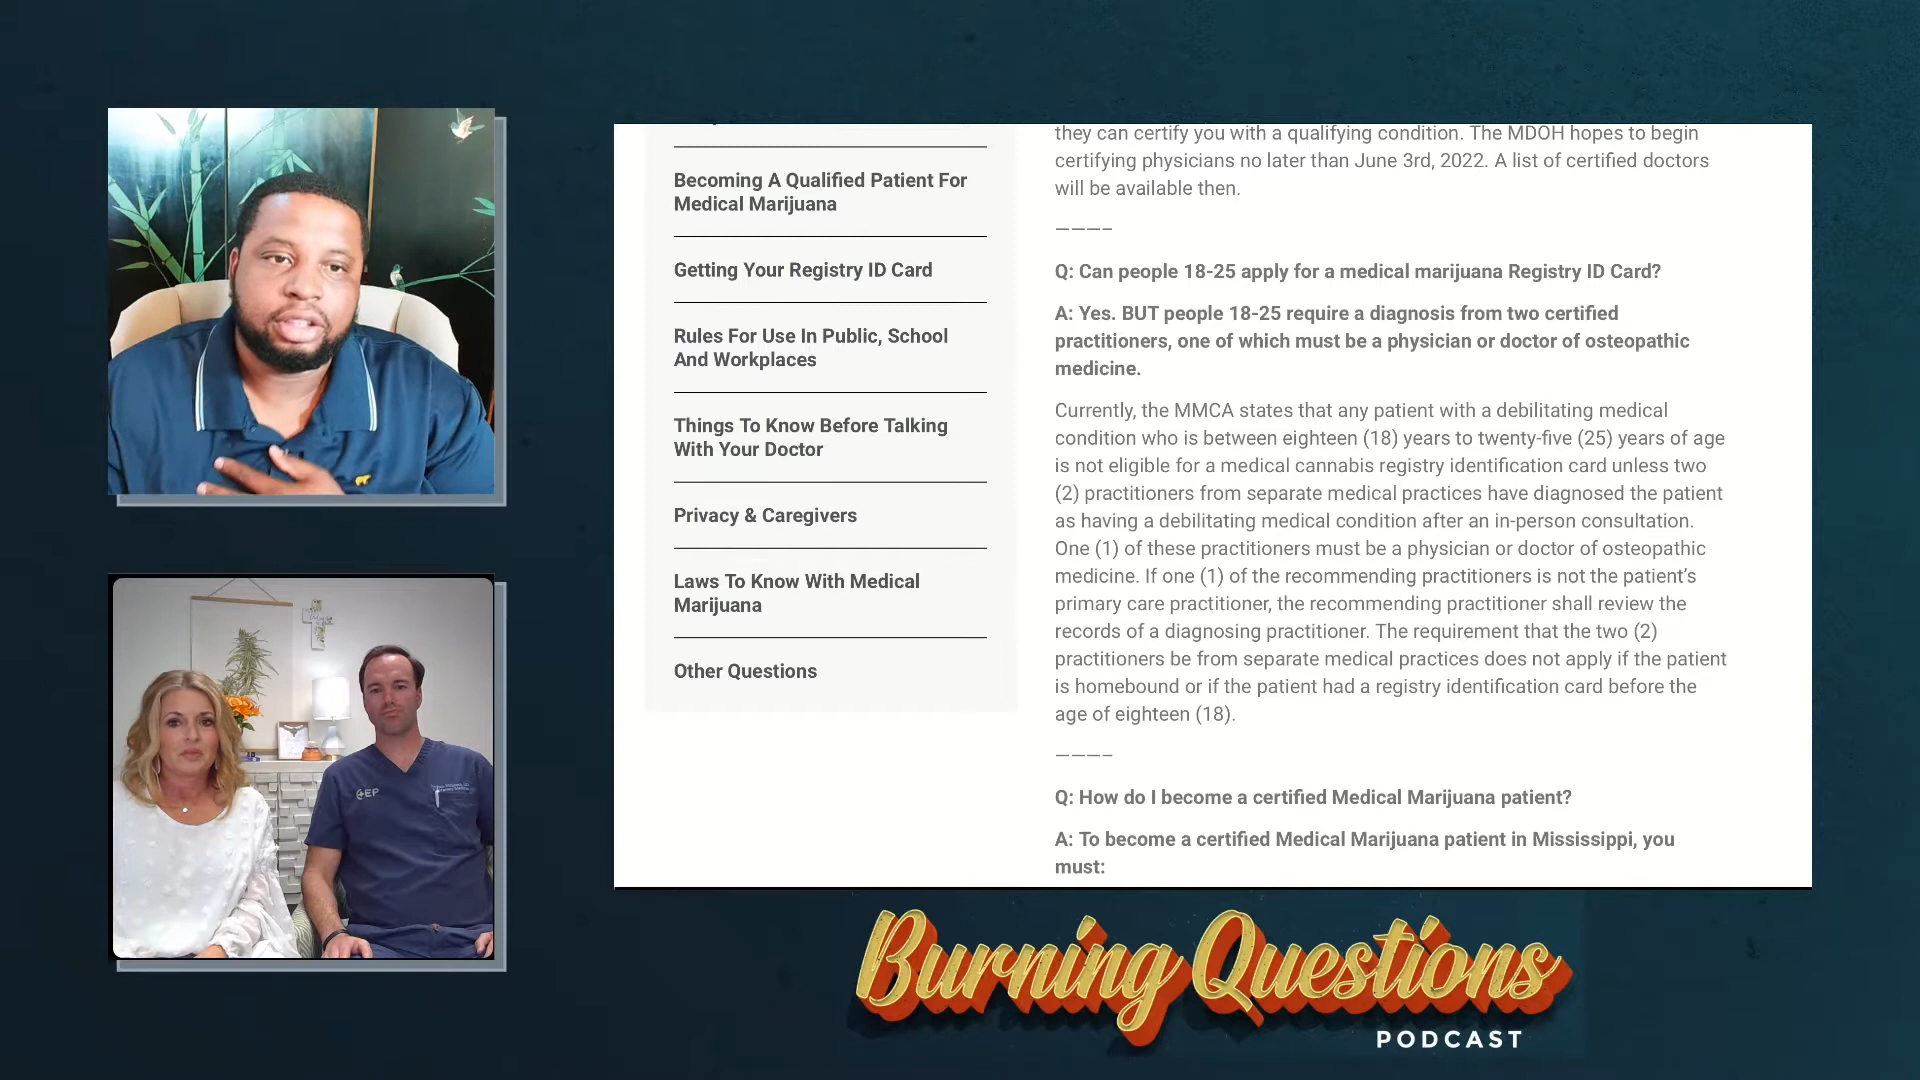 Becoming A Qualified Patient For
Medical Marijuana
Getting Your Registry ID Card
Rules For Use In Public, School
And Workplaces
Things To Know Before Talking
With Your Doctor
Privacy & Caregivers
Laws To Know With Medical
Marijuana
Other Questions
they can certify you with a qualifying condition. The MDOH hopes to begin
certifying physicians no later than June 3rd, 2022. A list of certified doctors
will be available then.
————
Q: Can people 18-25 apply for a medical marijuana Registry ID Card?
A: Yes. BUT people 18-25 require a diagnosis from two certified
practitioners, one of which must be a physician or doctor of osteopathic
medicine.
Currently, the MMCA states that any patient with a debilitating medical
condition who is between eighteen (18) years to twenty-five (25) years of age
is not eligible for a medical cannabis registry identification card unless two
(2) practitioners from separate medical practices have diagnosed the patient
as having a debilitating medical condition after an in-person consultation.
One (1) of these practitioners must be a physician or doctor of osteopathic
medicine. If one (1) of the recommending practitioners is not the patient’s
primary care practitioner, the recommending practitioner shall review the
records of a diagnosing practitioner. The requirement that the two (2)
practitioners be from separate medical practices does not apply if the patient
is homebound or if the patient had a registry identification card before the
age of eighteen (18).
————
Q: How do I become a certified Medical Marijuana patient?
A: To become a certified Medical Marijuana patient in Mississippi, you
must:
EP
Burning Questions
PODCAST